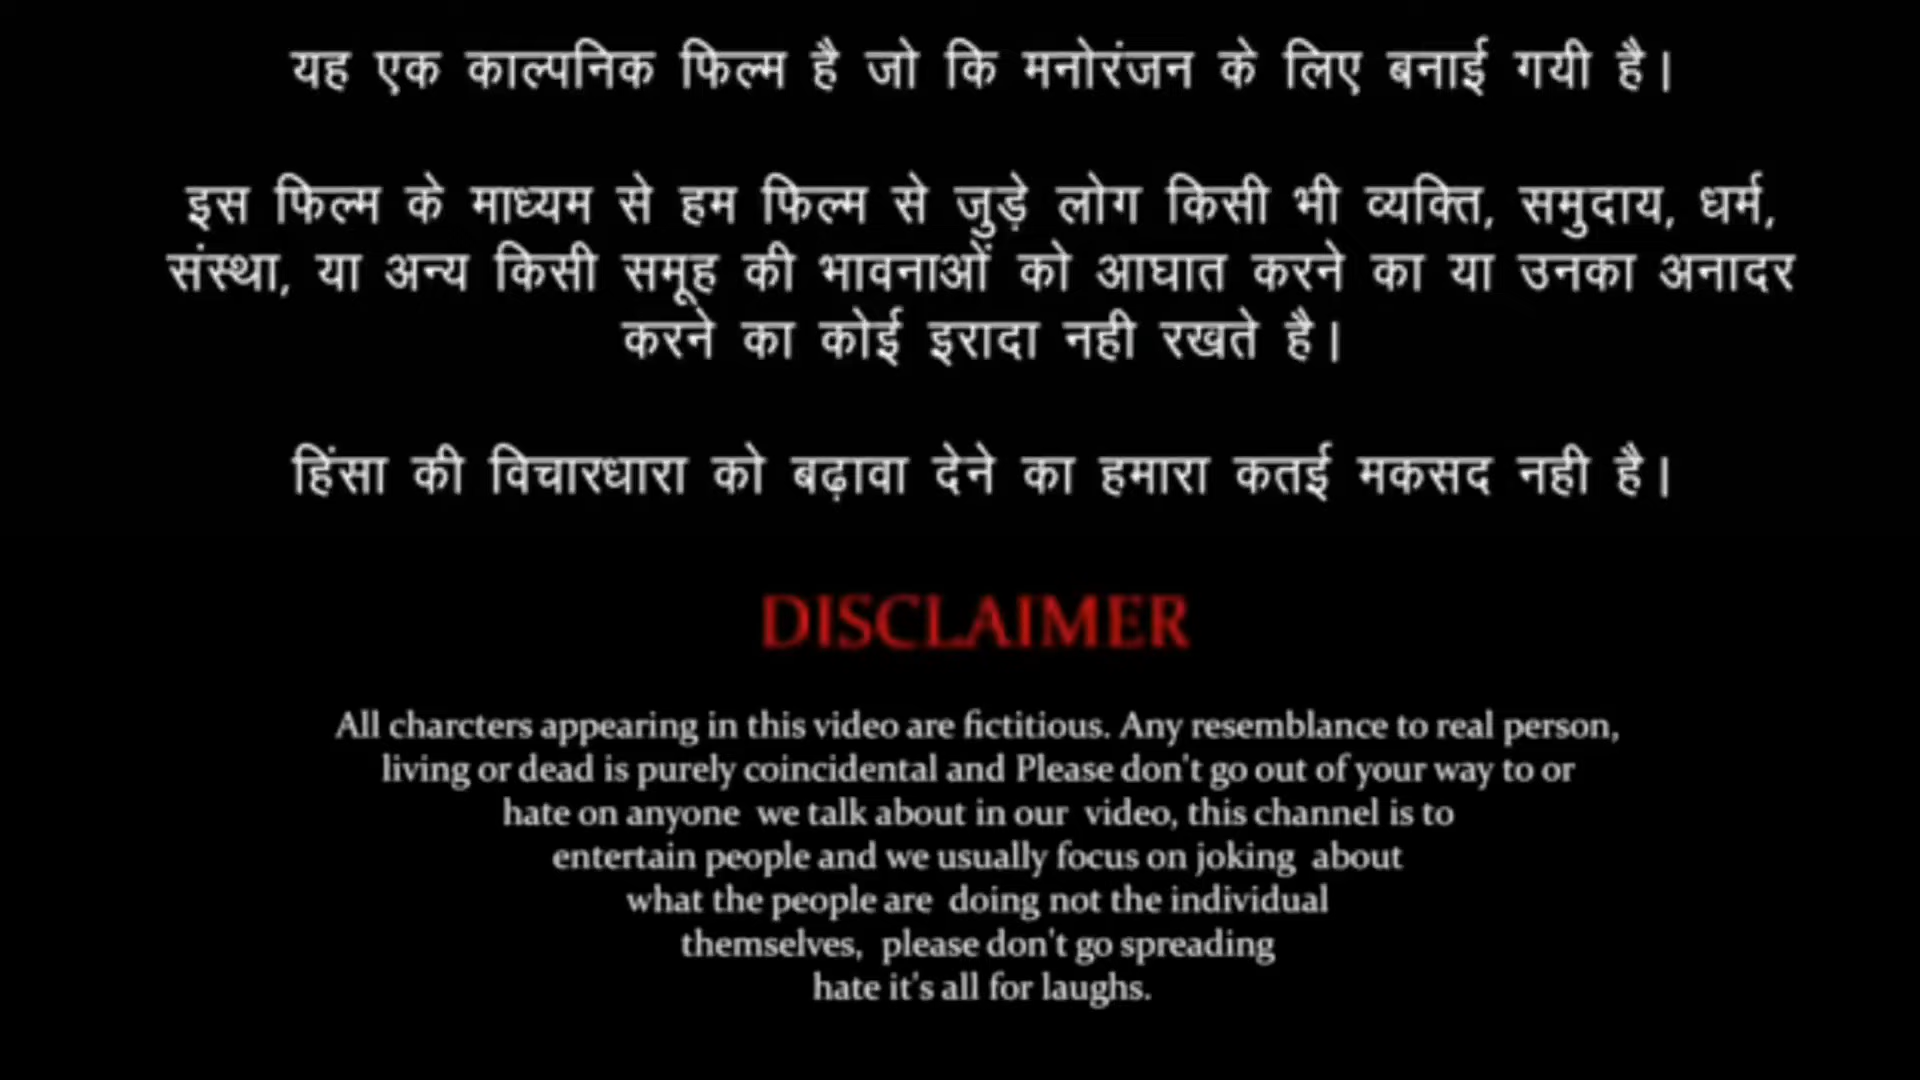 यह एक काल्पनिक फिल्म है जो कि मनोरंजन के लिए बनाई गयी है।
इस फिल्म के माध्यम से हम फिल्म से जुड़े लोग किसी भी व्यक्ति, समुदाय, धर्म,
संस्था, या अन्य किसी समूह की भावनाओं को आघात करने का या उनका अनादर
करने का कोई इरादा नही रखते है।
हिंसा की विचारधारा को बढ़ावा देने का हमारा कतई मकसद नही है।
DISCLAIMER
All charcters appearing in this video are fictitious. Any resemblance to real person,
living or dead is purely coincidental and Please don't go out of your way to or
hate on anyone we talk about in our video, this channel is to
entertain people and we usually focus on joking about
what the people are doing not the individual
themselves, please don't go spreading
hate it's all for laughs.